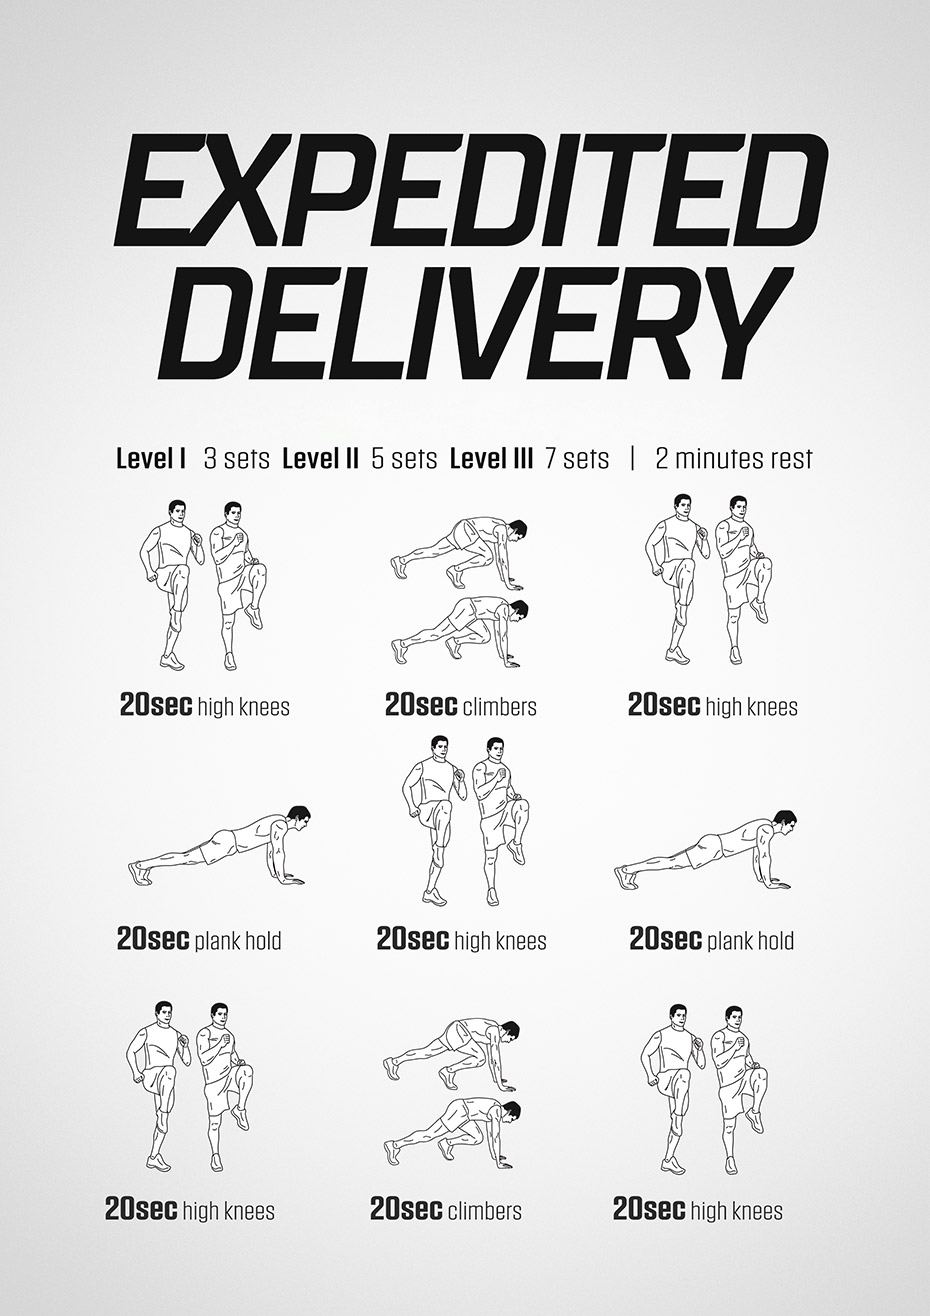 EXPEDITED
DELIVERY
Level I 3 sets Level II 5 sets Level III 7 sets | 2 minutes rest
20sec high knees
20sec climbers
20sec high knees
20sec plank hold
20sec high knees
20sec plank hold
20sec high knees
20sec climbers
20sec high knees